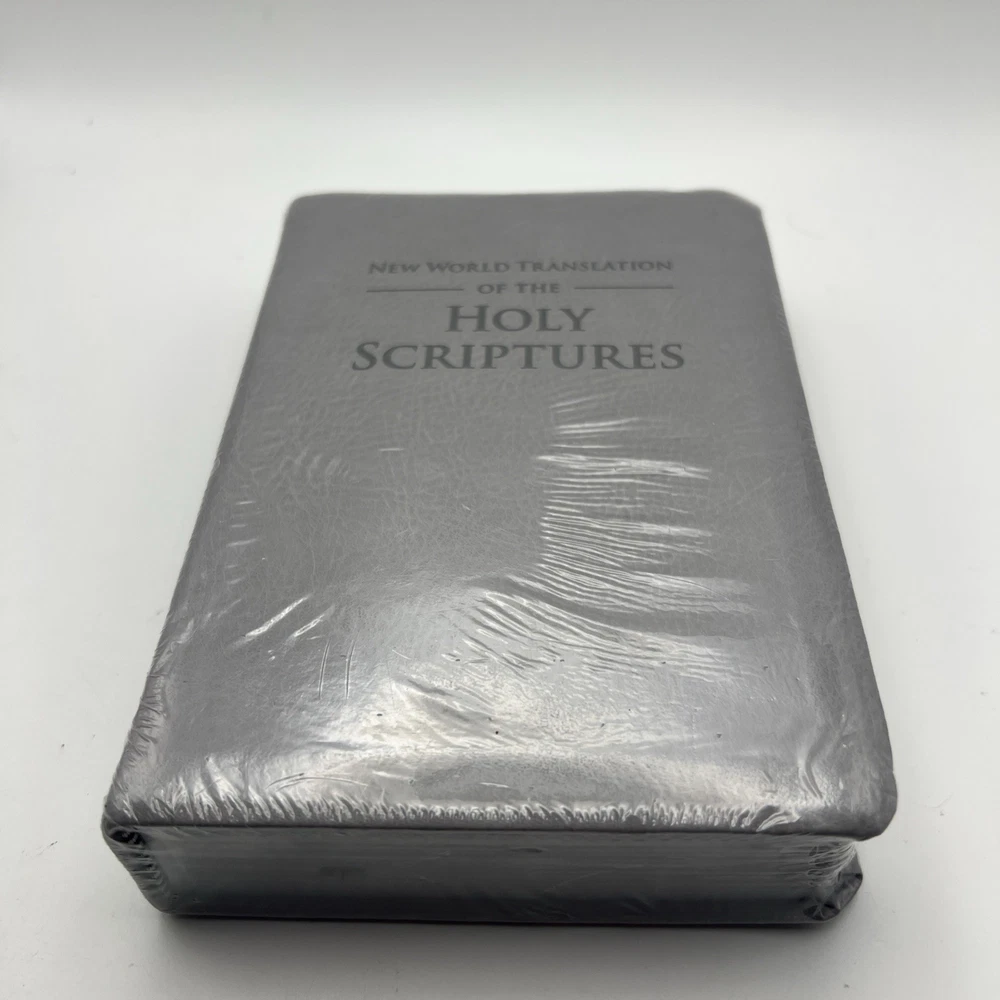 NEW WORLD TRANSLATION
OF THE
HOLY
SCRIPTURES